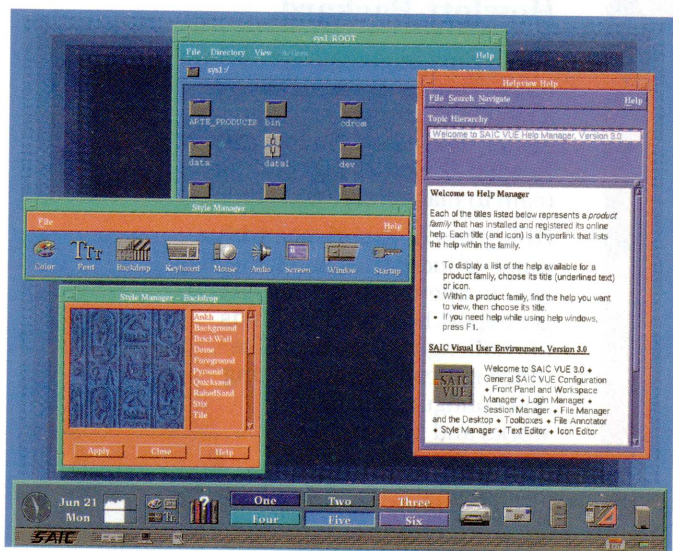 sys1 ROOT
File Directory View Actions Help
sys1:/
ARTE_PRODUCTS bin cdrom
data data1 dev
Helpview Help
File Search Navigate Help
Topic Hierarchy
Welcome to SAIC VUE Help Manager, Version 3.0
Welcome to Help Manager
Each of the titles listed below represents a product
family that has installed and registered its online
help. Each title (and icon) is a hyperlink that lists
the help within the family.
• To display a list of the help available for a
product family, choose its title (underlined text)
or icon.
• Within a product family, find the help you want
to view, then choose its title.
• If you need help while using help windows,
press F1.
SAIC Visual User Environment, Version 3.0
SAIC
VUE
Welcome to SAIC VUE 3.0 ♦
General SAIC VUE Configuration
♦ Front Panel and Workspace
Manager ♦ Login Manager ♦
Session Manager ♦ File Manager
and the Desktop ♦ Toolboxes ♦ File Annotator
♦ Style Manager ♦ Text Editor ♦ Icon Editor
Style Manager
File Help
Color Font Backdrop Keyboard Mouse Audio Screen Window Startup
Style Manager - Backdrop
Ankh
Background
BrickWall
Dome
Foreground
Pyramid
Quicksand
RaisedSand
Stix
Tile
Apply Close Help
Jun 21
Mon
One Two Three
Four Five Six
SAIC